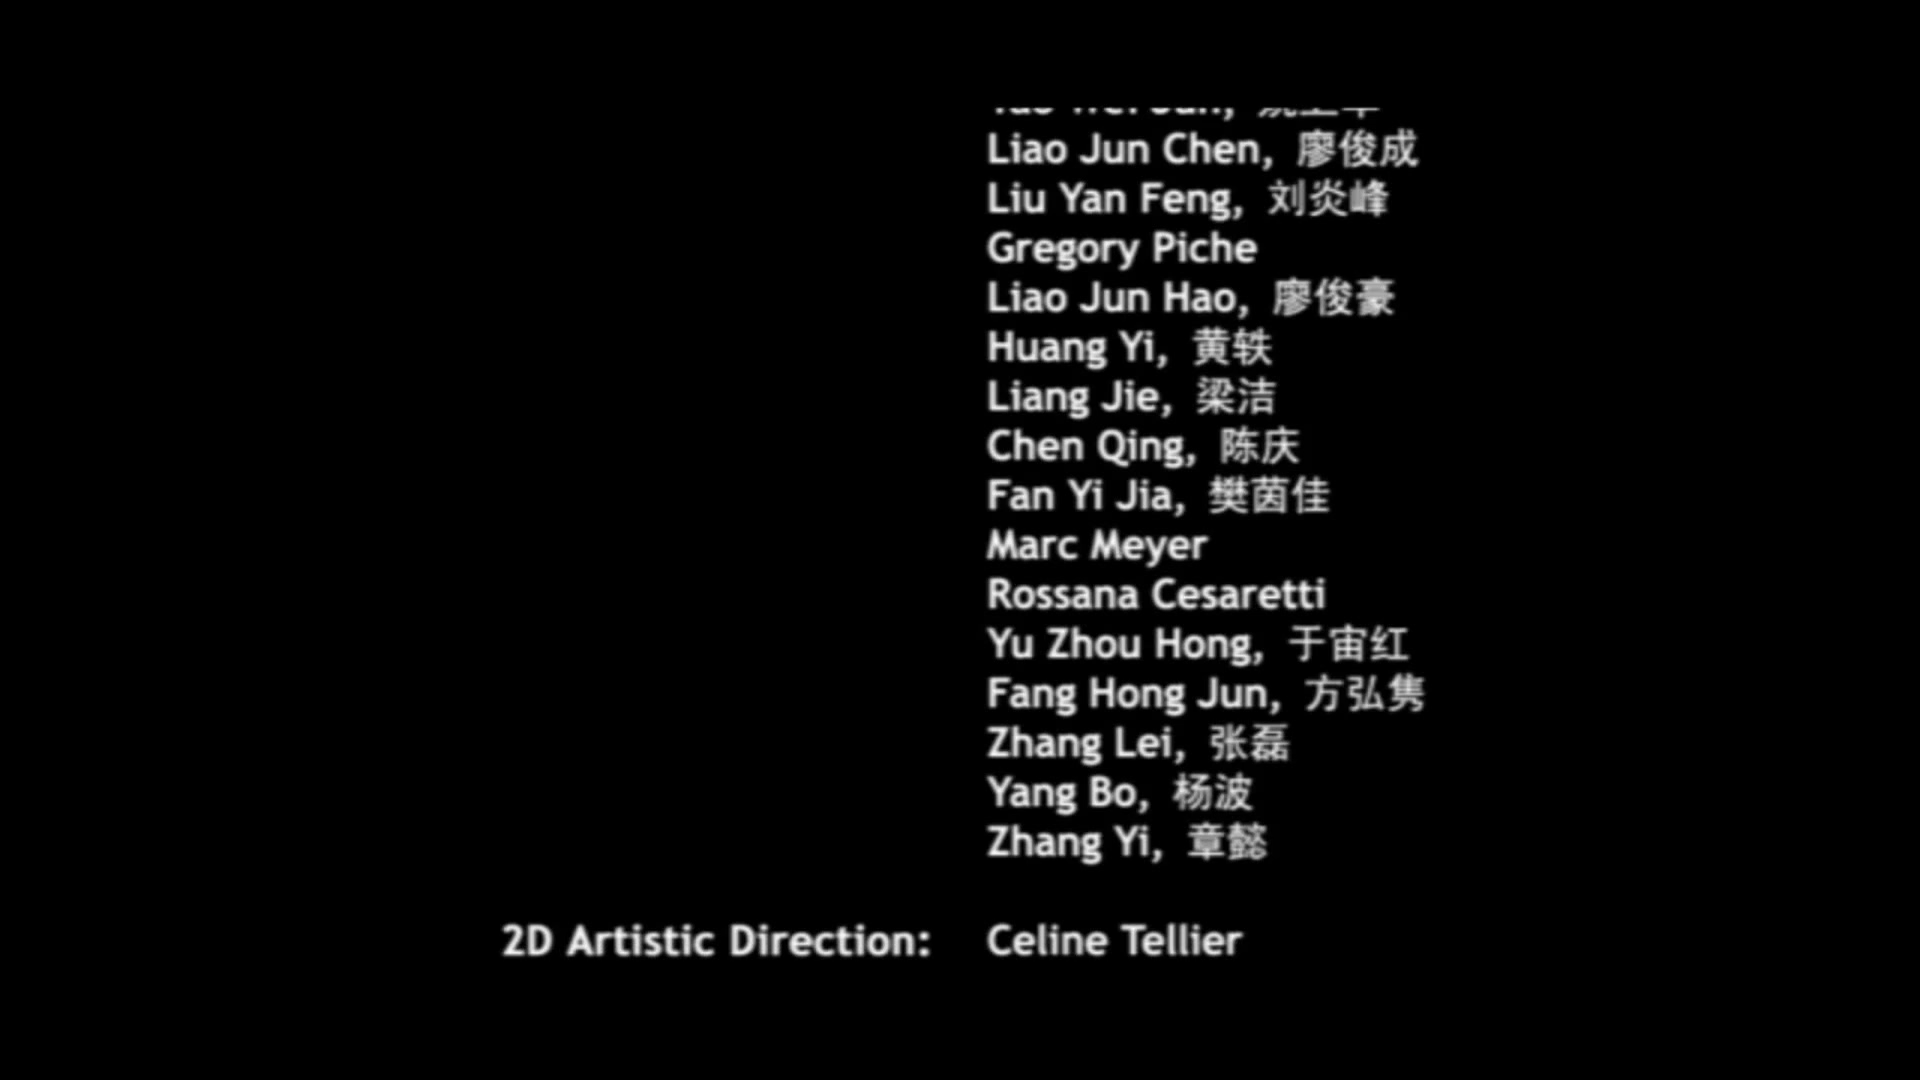 Liao Jun Chen, 廖俊成
Liu Yan Feng, 刘炎峰
Gregory Piche
Liao Jun Hao, 廖俊豪
Huang Yi, 黄轶
Liang Jie, 梁洁
Chen Qing, 陈庆
Fan Yi Jia, 樊茵佳
Marc Meyer
Rossana Cesaretti
Yu Zhou Hong, 于宙红
Fang Hong Jun, 方弘隽
Zhang Lei, 张磊
Yang Bo, 杨波
Zhang Yi, 章懿
2D Artistic Direction: Celine Tellier